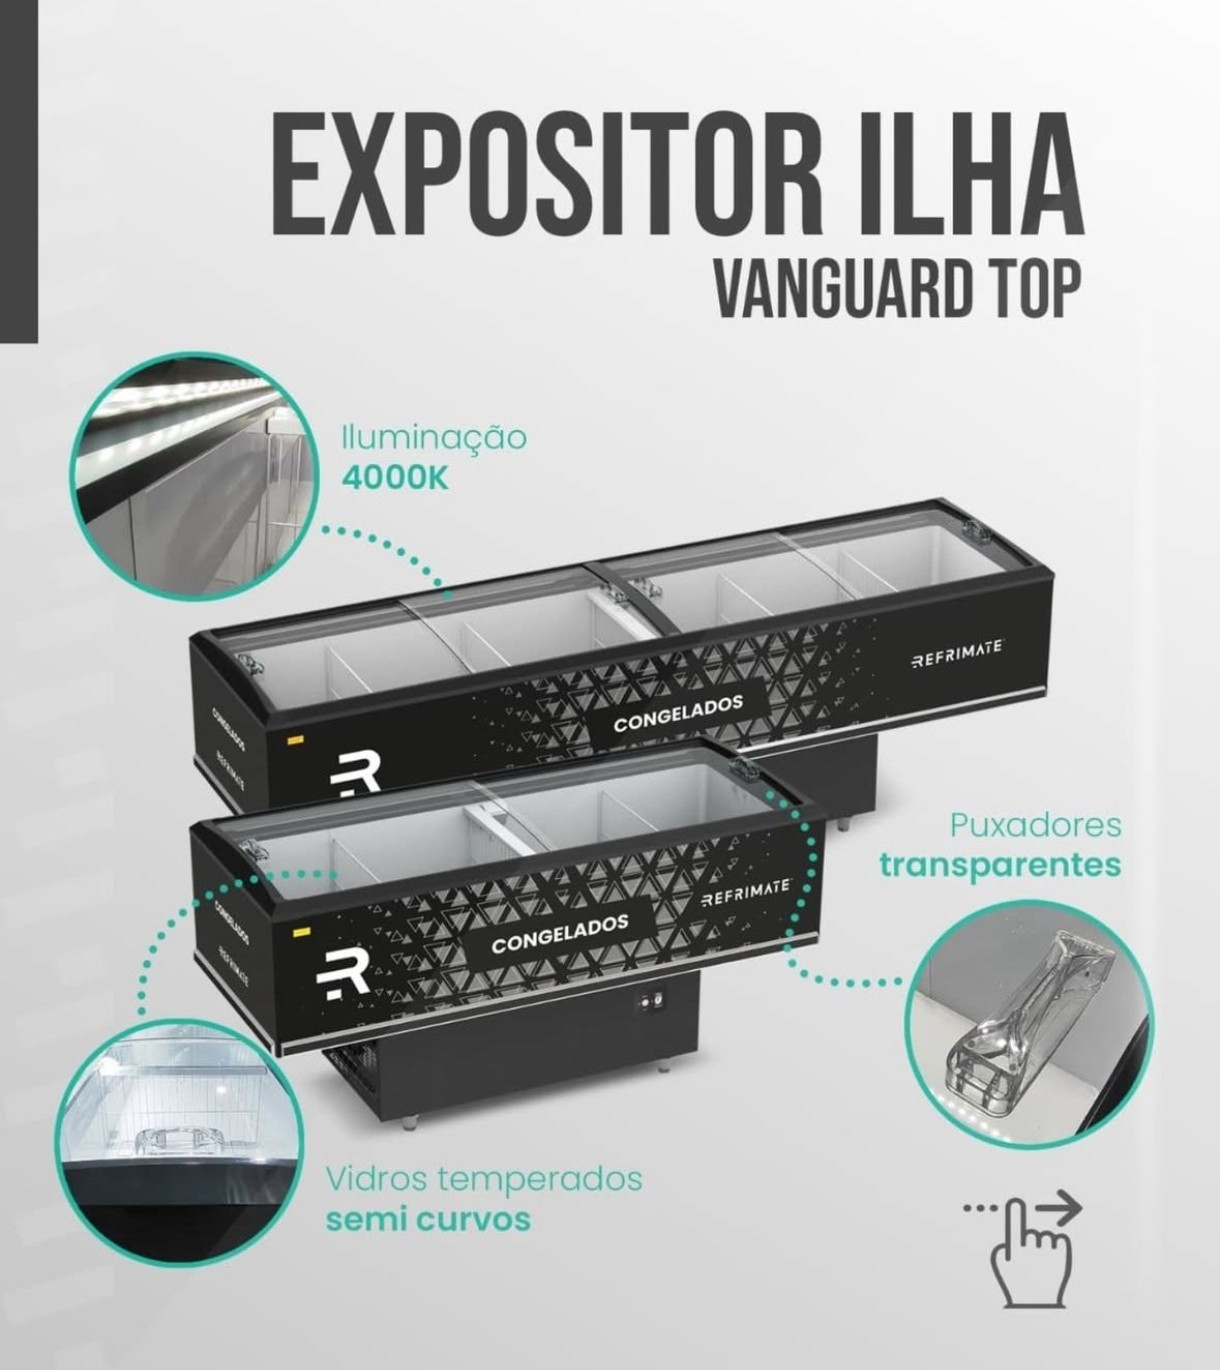 EXPOSITOR ILHA
VANGUARD TOP
Iluminação
4000K
CONGELADOS
REFRIMATE
R
CONGELADOS
REFRIMATE
CONGELADOS
REFRIMATE
R
CONGELADOS
REFRIMATE
Puxadores
transparentes
Vidros temperados
semi curvos